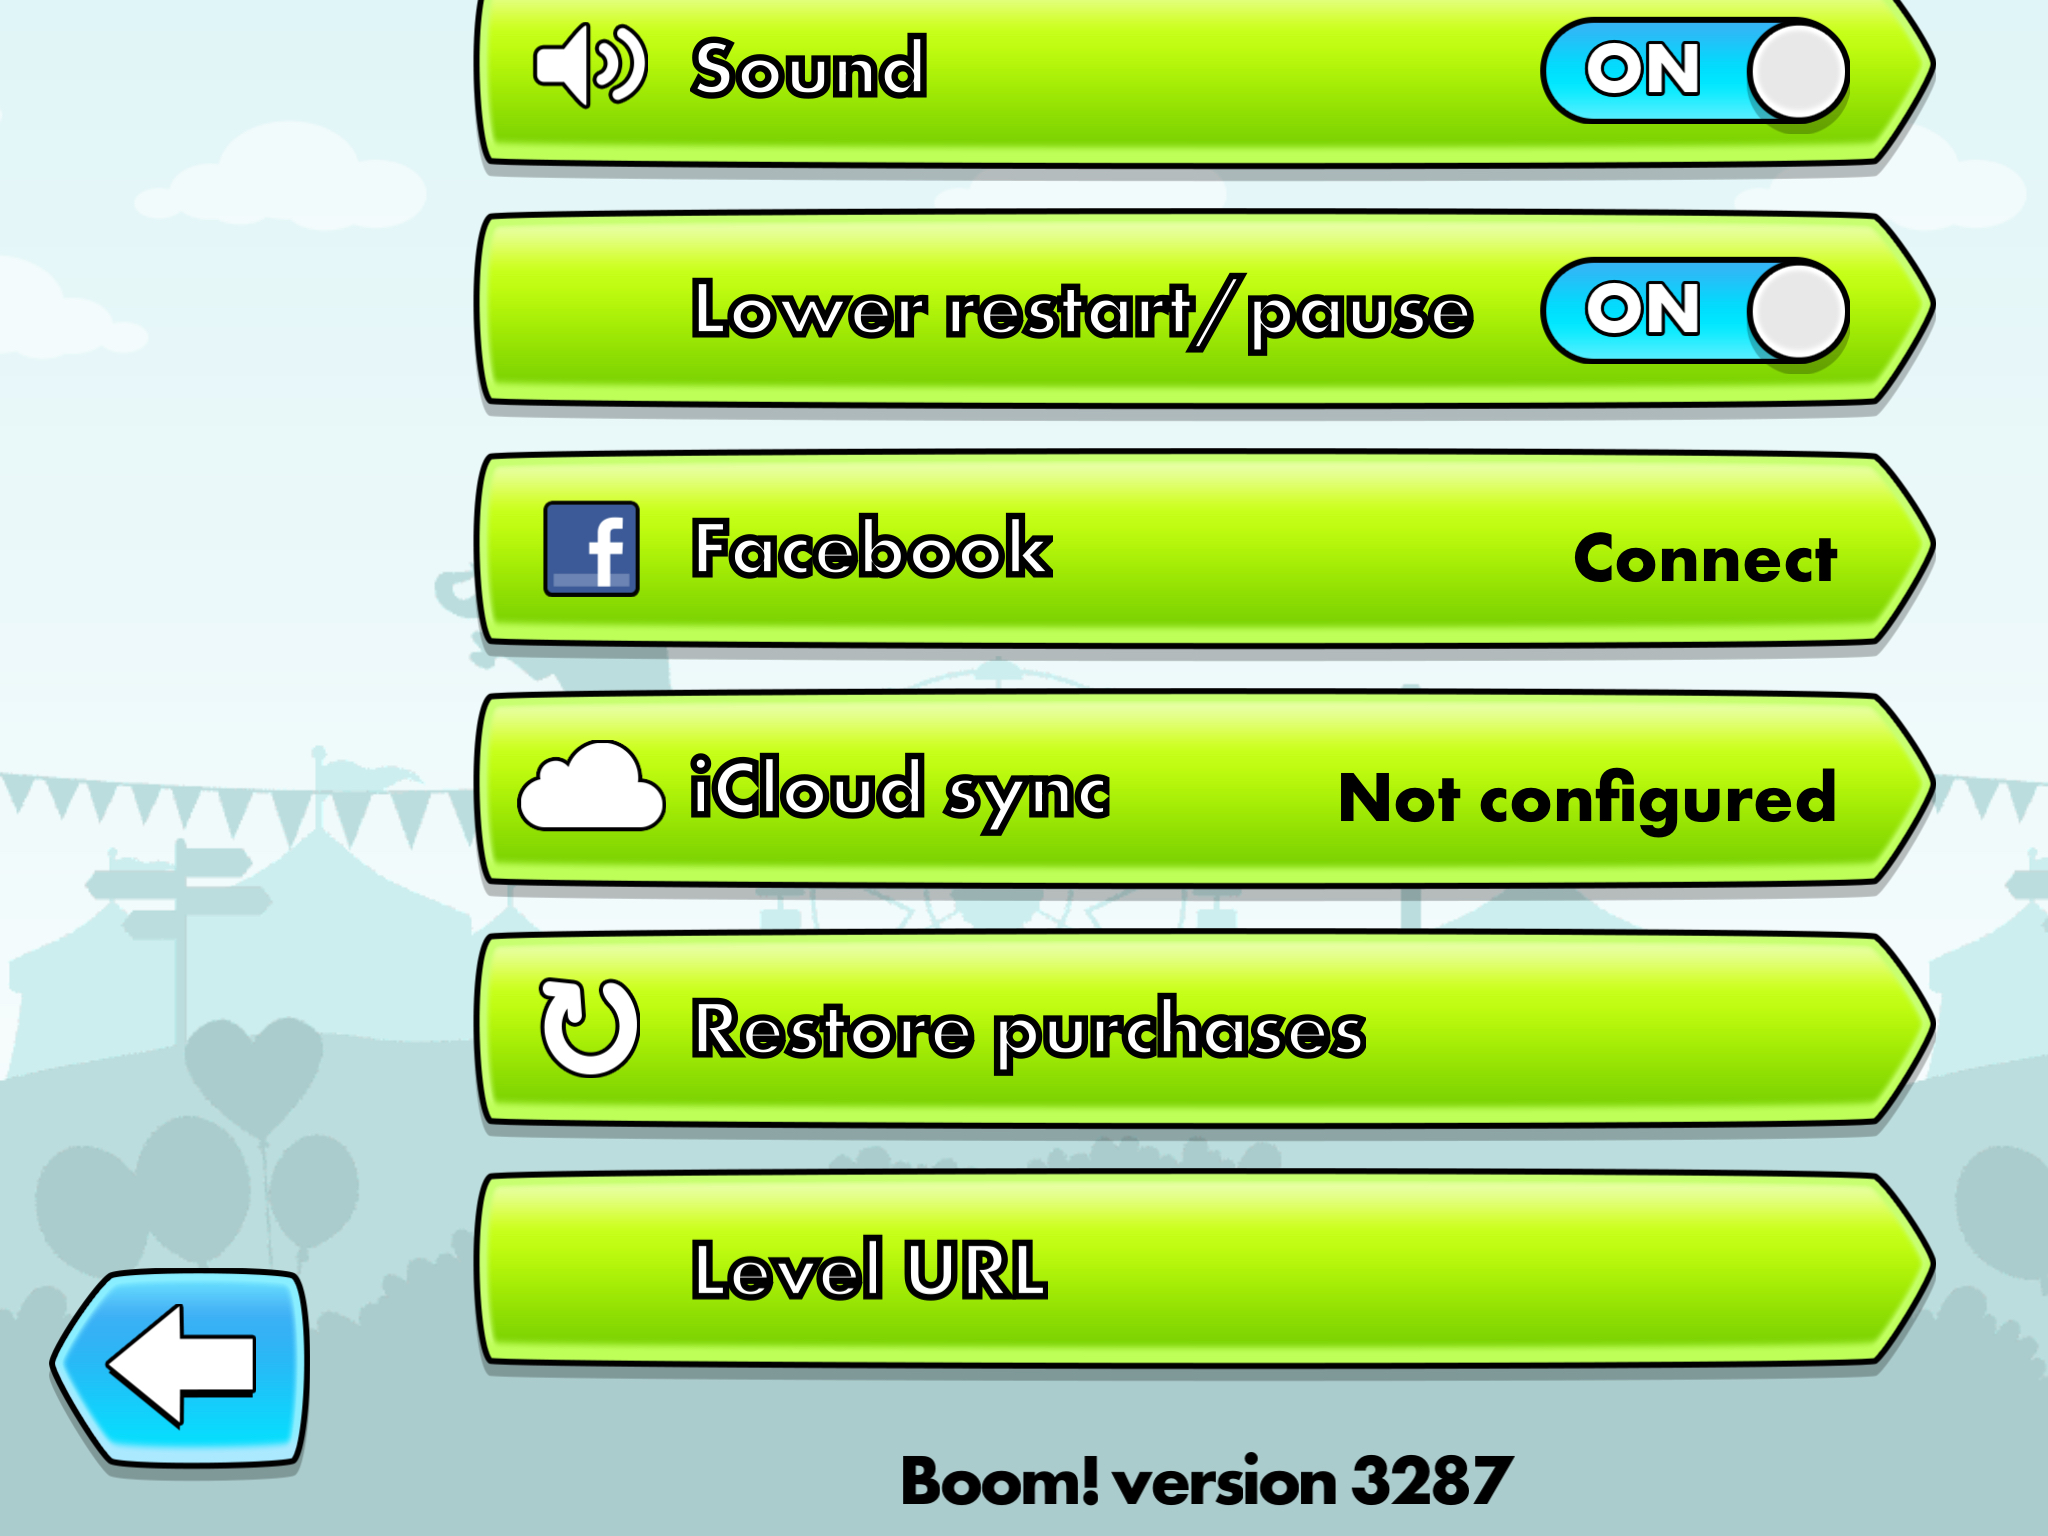 Sound ON
Lower restart/pause ON
f Facebook Connect
iCloud sync Not configured
Restore purchases
Level URL
Boom! version 3287